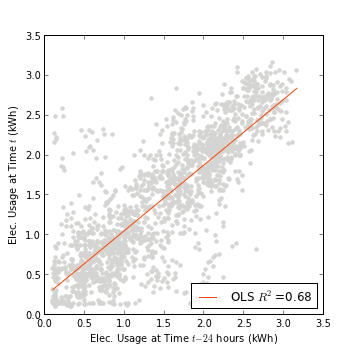 3.5
3.0
2.5
2.0
1.5
1.0
0.5
0.0
Elec. Usage at Time t (kWh)
OLS R² =0.68
0.0 0.5 1.0 1.5 2.0 2.5 3.0 3.5
Elec. Usage at Time t−24 hours (kWh)